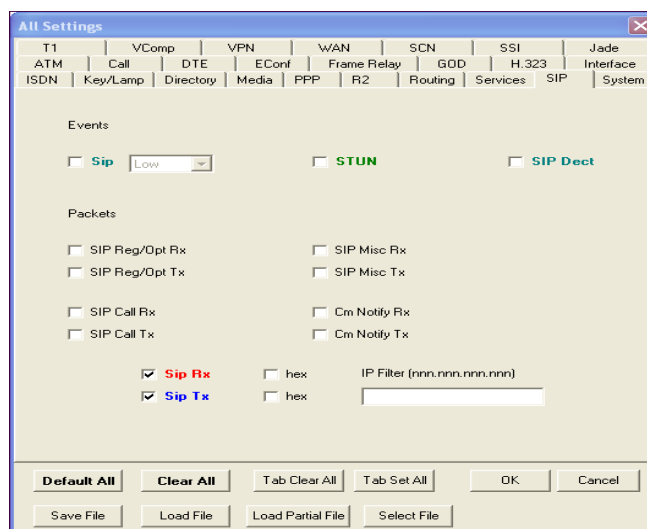 All Settings
T1 VComp VPN WAN SCN SSI Jade
ATM Call DTE EConf Frame Relay GOD H.323 Interface
ISDN Key/Lamp Directory Media PPP R2 Routing Services SIP System
Events
Sip Low STUN SIP Dect
Packets
SIP Reg/Opt Rx SIP Misc Rx
SIP Reg/Opt Tx SIP Misc Tx
SIP Call Rx Cm Notify Rx
SIP Call Tx Cm Notify Tx
Sip Rx hex IP Filter (nnn.nnn.nnn.nnn)
Sip Tx hex
Default All Clear All Tab Clear All Tab Set All OK Cancel
Save File Load File Load Partial File Select File